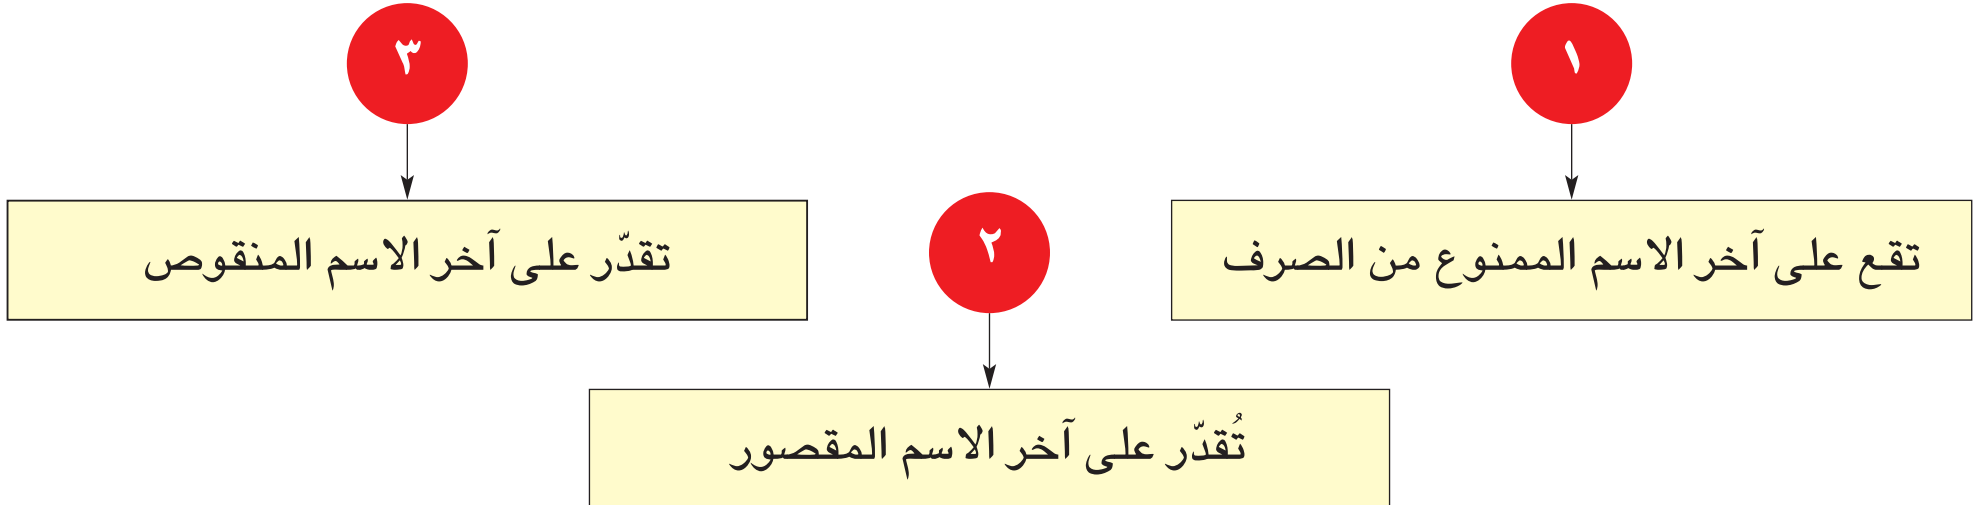 ١
تقع على آخر الاسم الممنوع من الصرف
٢
تُقدّر على آخر الاسم المقصور
٣
تقدّر على آخر الاسم المنقوص